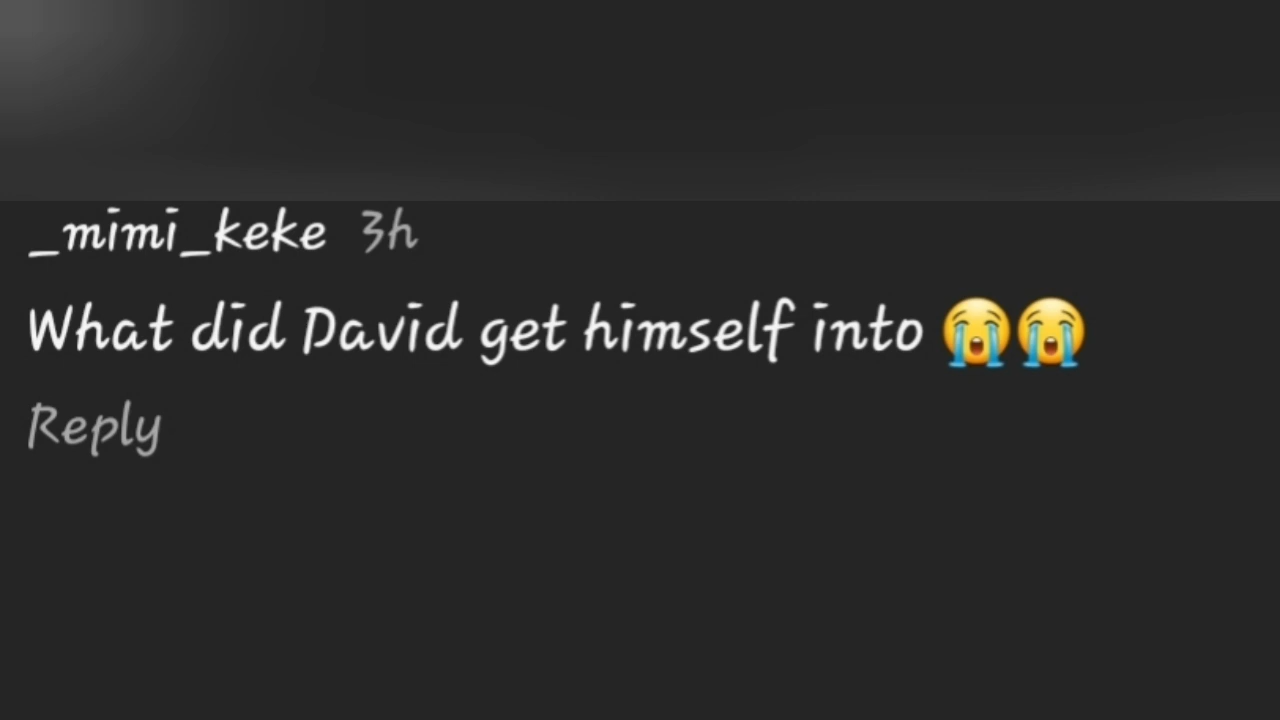 _mimi_keke 3h
What did David get himself into 😭😭
Reply